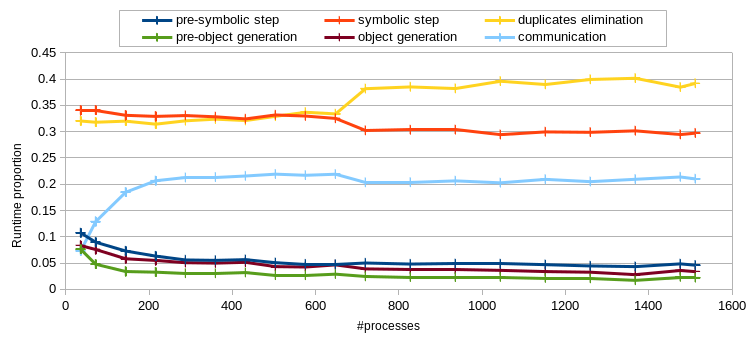 pre-symbolic step symbolic step duplicates elimination
pre-object generation object generation communication
0.45
0.4
0.35
0.3
0.25
0.2
0.15
0.1
0.05
0
Runtime proportion
0 200 400 600 800 1000 1200 1400 1600
#processes